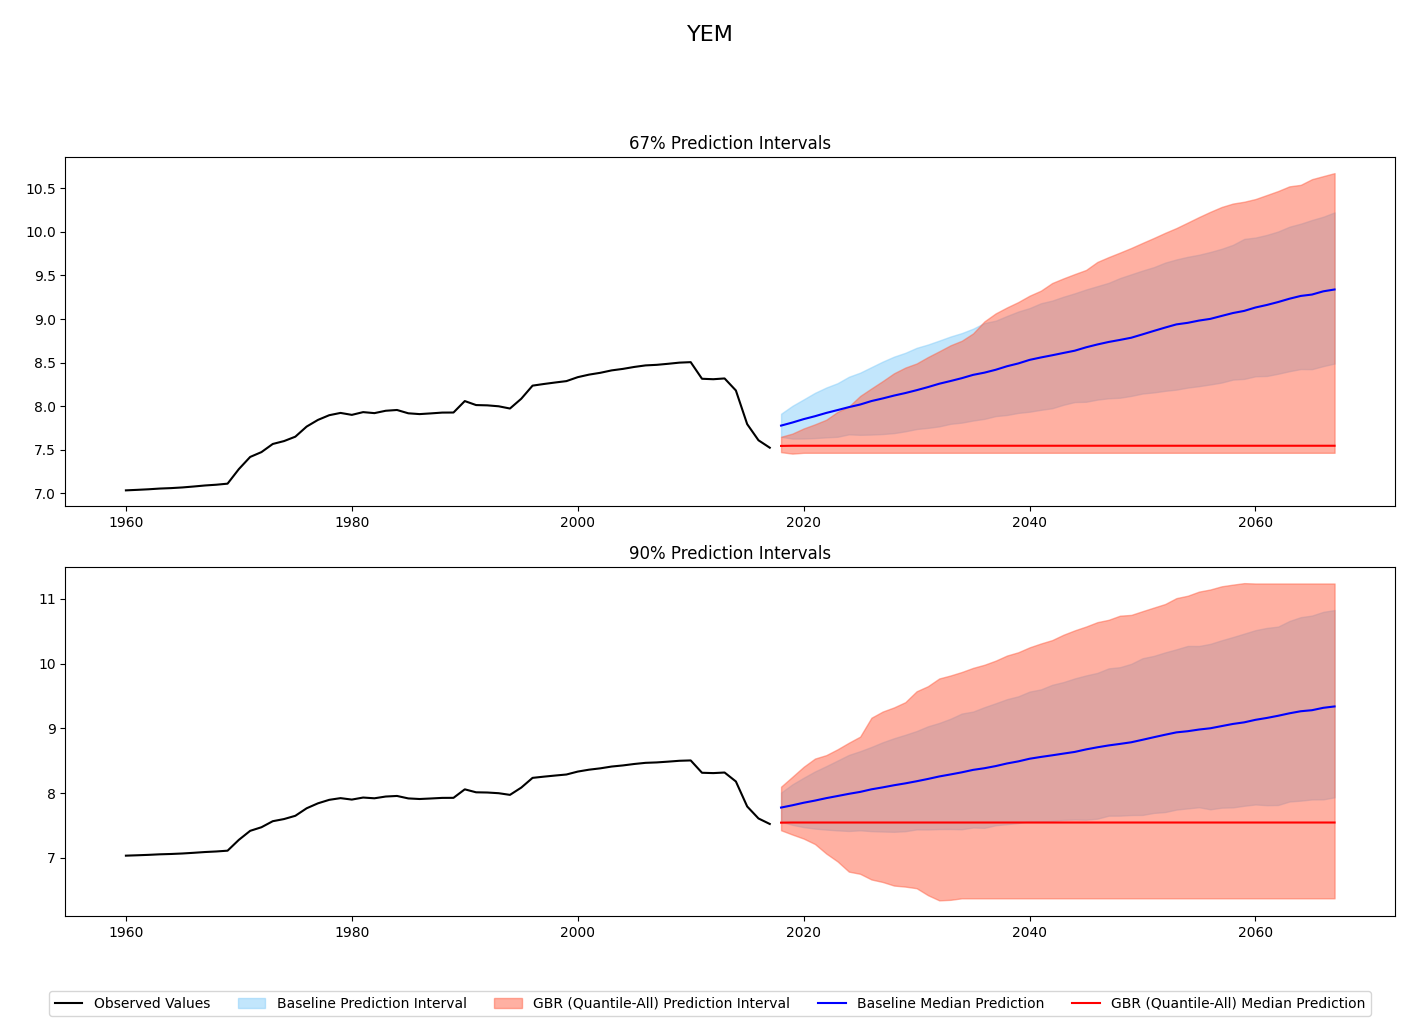 YEM
67% Prediction Intervals
10.5
10.0
9.5
9.0
8.5
8.0
7.5
7.0
1960 1980 2000 2020 2040 2060
90% Prediction Intervals
11
10
9
8
7
1960 1980 2000 2020 2040 2060
Observed Values Baseline Prediction Interval GBR (Quantile-All) Prediction Interval Baseline Median Prediction GBR (Quantile-All) Median Prediction